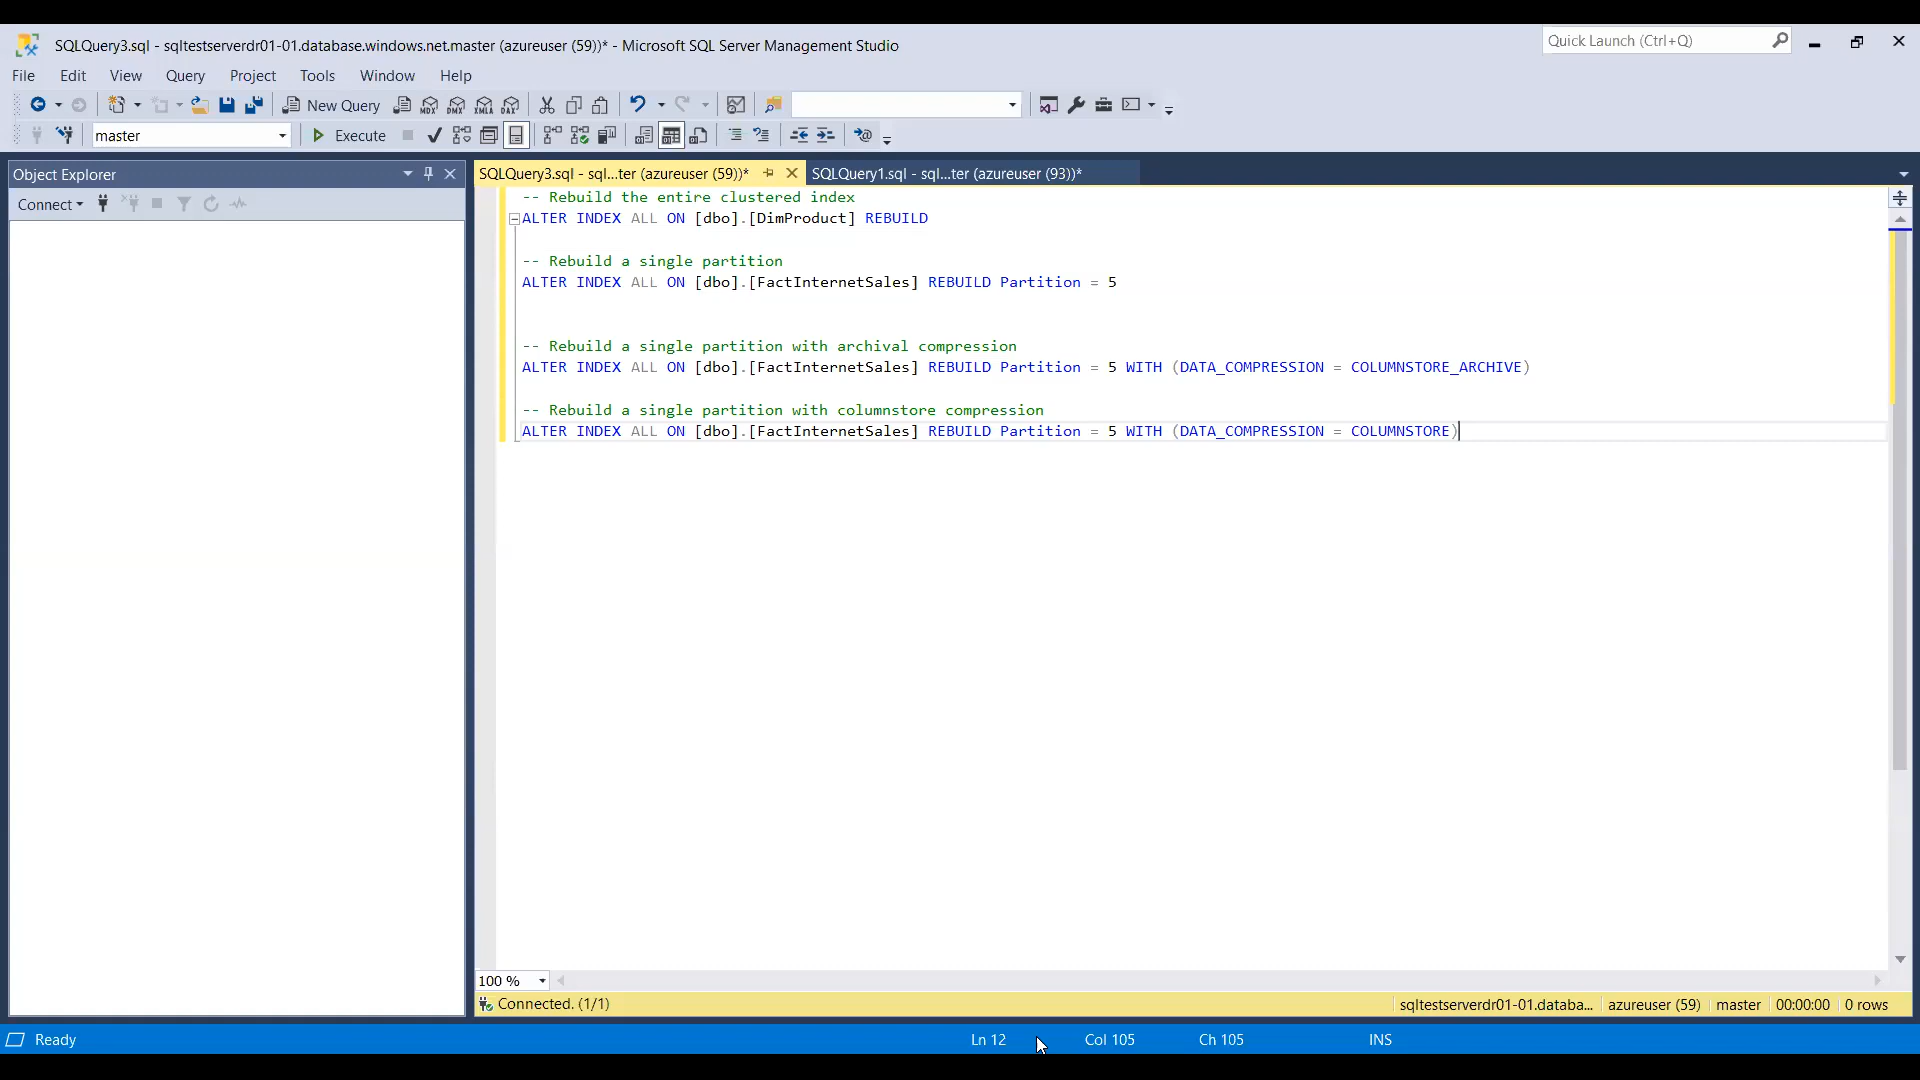 SQLQuery3.sql - sqltestserverdr01-01.database.windows.net.master (azureuser (59))* - Microsoft SQL Server Management Studio
Quick Launch (Ctrl+Q)
File Edit View Query Project Tools Window Help
New Query MDX DMX XMLA DAX
master Execute
Object Explorer
Connect
SQLQuery3.sql - sql...ter (azureuser (59))* SQLQuery1.sql - sql...ter (azureuser (93))*
-- Rebuild the entire clustered index
ALTER INDEX ALL ON [dbo].[DimProduct] REBUILD
-- Rebuild a single partition
ALTER INDEX ALL ON [dbo].[FactInternetSales] REBUILD Partition = 5
-- Rebuild a single partition with archival compression
ALTER INDEX ALL ON [dbo].[FactInternetSales] REBUILD Partition = 5 WITH (DATA_COMPRESSION = COLUMNSTORE_ARCHIVE)
-- Rebuild a single partition with columnstore compression
ALTER INDEX ALL ON [dbo].[FactInternetSales] REBUILD Partition = 5 WITH (DATA_COMPRESSION = COLUMNSTORE)
100 %
Connected. (1/1) sqltestserverdr01-01.databa... azureuser (59) master 00:00:00 0 rows
Ready Ln 12 Col 105 Ch 105 INS